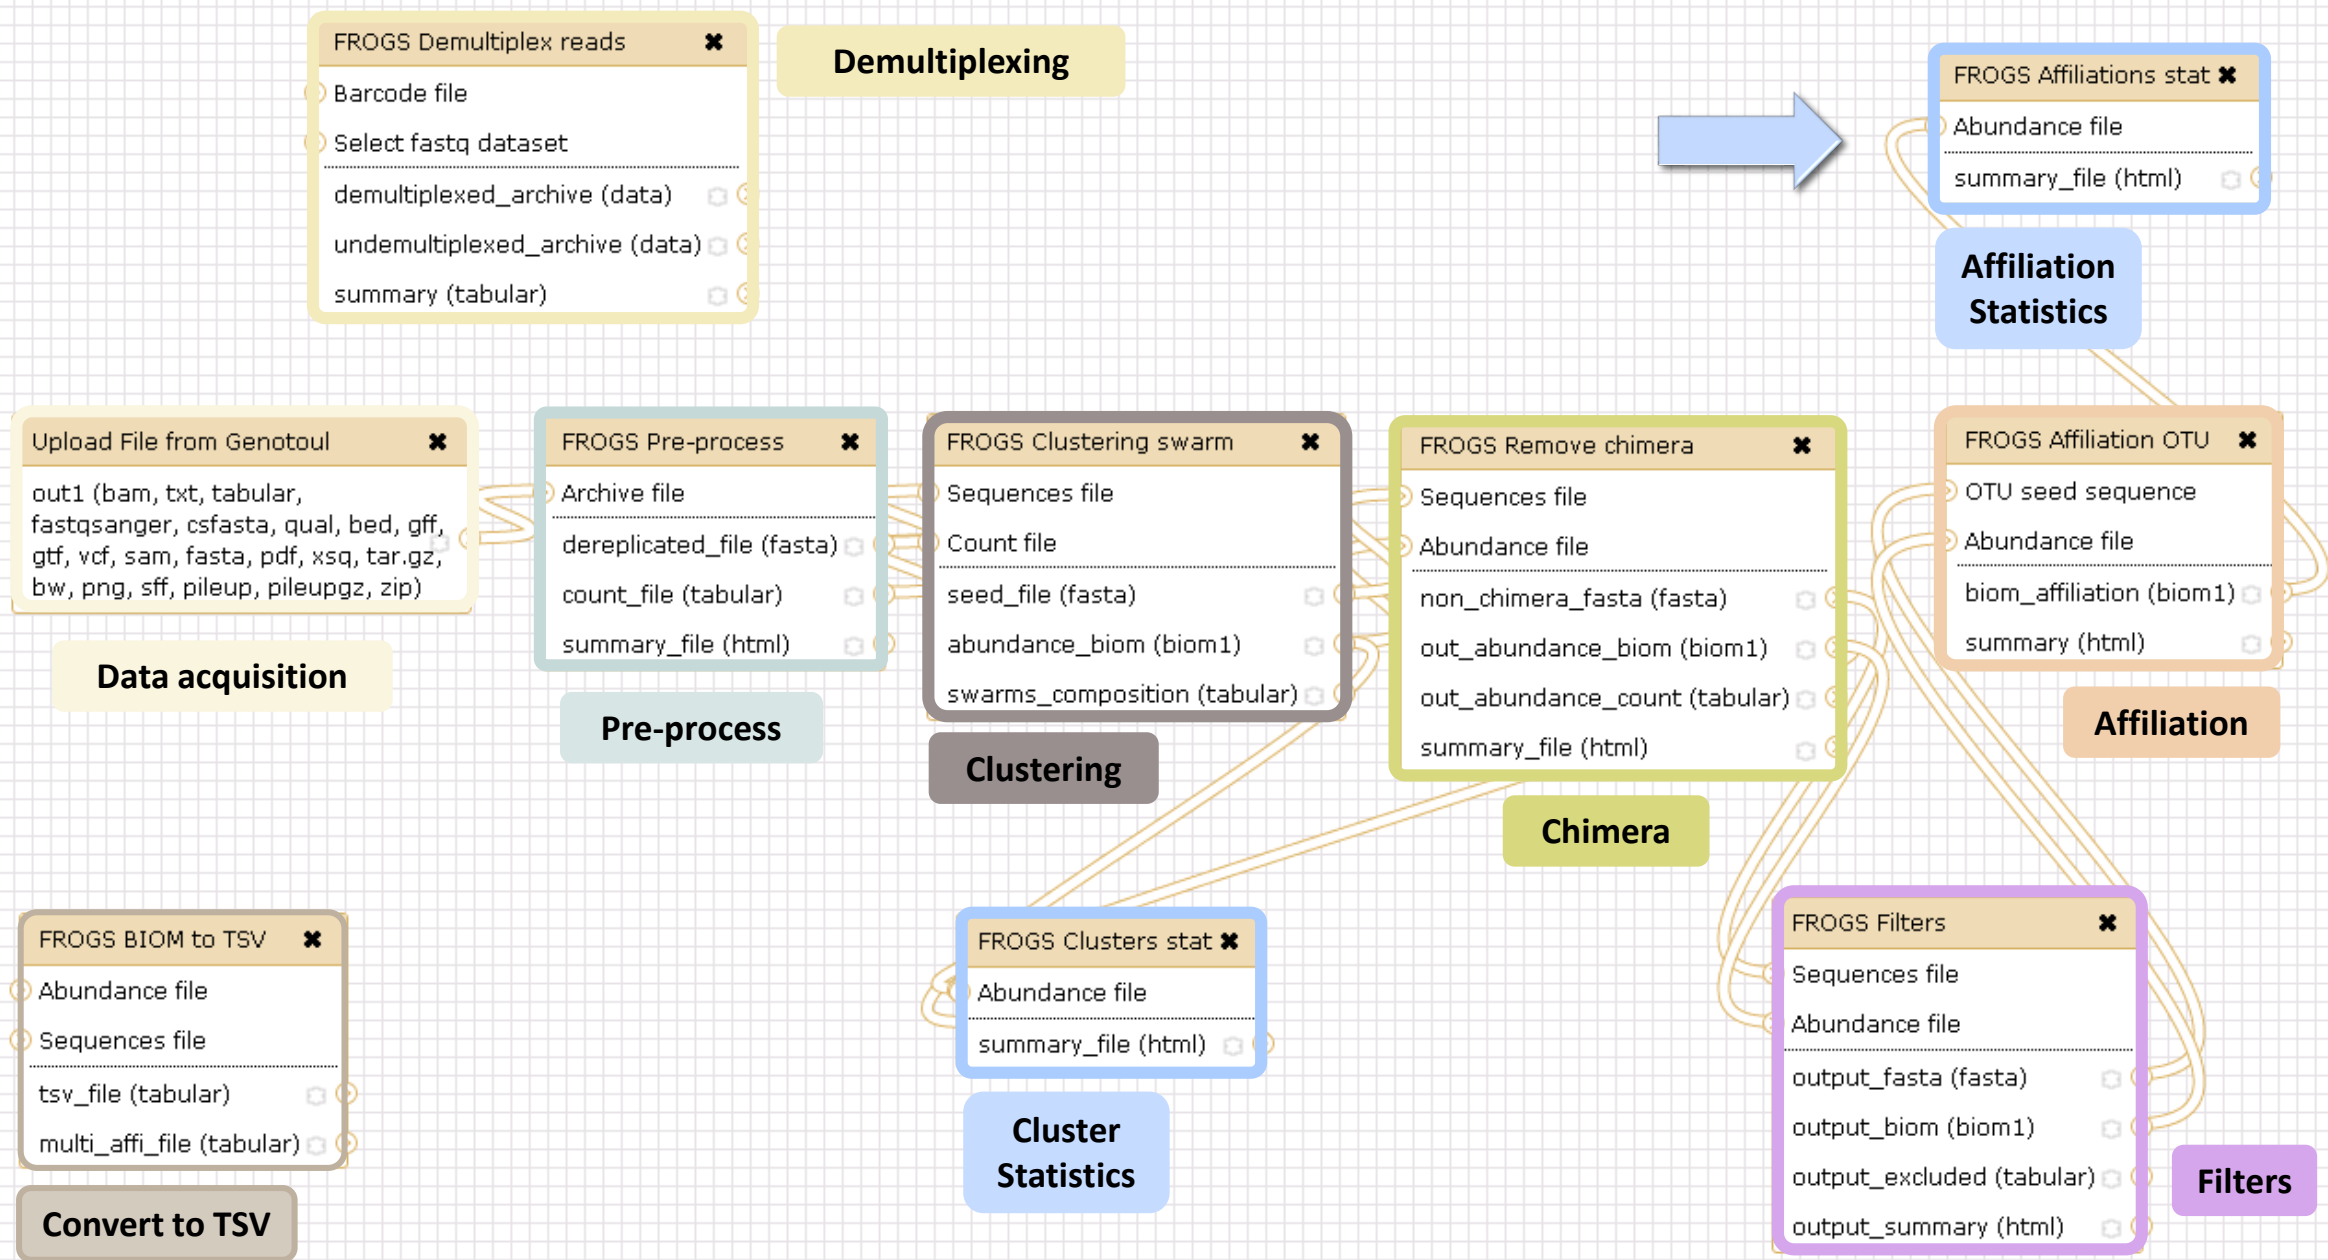 FROGS Demultiplex reads
Barcode file
Select fastq dataset
demultiplexed_archive (data)
undemultiplexed_archive (data)
summary (tabular)
Demultiplexing
FROGS Affiliations stat
Abundance file
summary_file (html)
Affiliation
Statistics
Upload File from Genotoul
out1 (bam, txt, tabular,
fastqsanger, csfasta, qual, bed, gff,
gtf, vcf, sam, fasta, pdf, xsq, tar.gz,
bw, png, sff, pileup, pileupgz, zip)
Data acquisition
FROGS Pre-process
Archive file
dereplicated_file (fasta)
count_file (tabular)
summary_file (html)
Pre-process
FROGS Clustering swarm
Sequences file
Count file
seed_file (fasta)
abundance_biom (biom1)
swarms_composition (tabular)
Clustering
FROGS Remove chimera
Sequences file
Abundance file
non_chimera_fasta (fasta)
out_abundance_biom (biom1)
out_abundance_count (tabular)
summary_file (html)
Chimera
FROGS Affiliation OTU
OTU seed sequence
Abundance file
biom_affiliation (biom1)
summary (html)
Affiliation
FROGS BIOM to TSV
Abundance file
Sequences file
tsv_file (tabular)
multi_affi_file (tabular)
Convert to TSV
FROGS Clusters stat
Abundance file
summary_file (html)
Cluster
Statistics
FROGS Filters
Sequences file
Abundance file
output_fasta (fasta)
output_biom (biom1)
output_excluded (tabular)
output_summary (html)
Filters